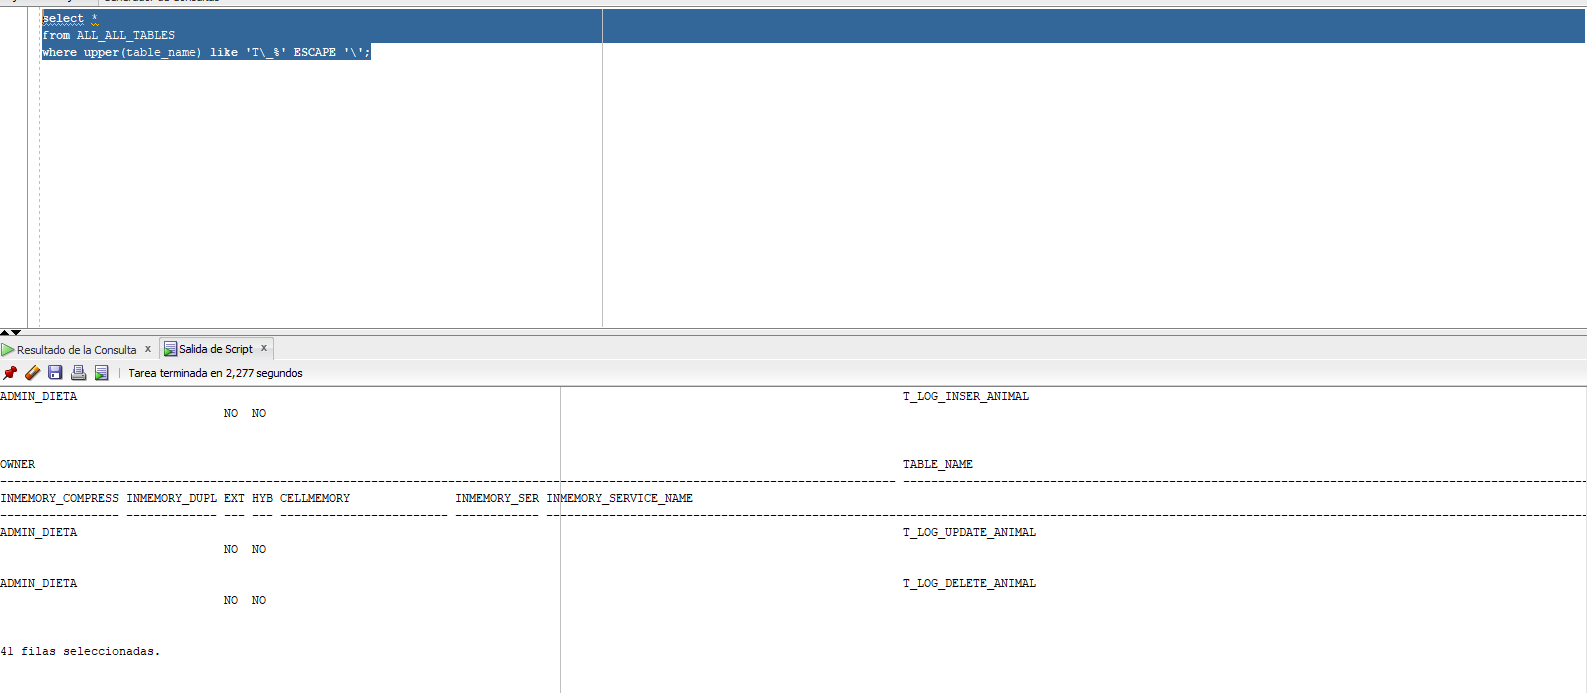 select *
from ALL_ALL_TABLES
where upper(table_name) like 'T\_%' ESCAPE '\';
Resultado de la Consulta x Salida de Script x
Tarea terminada en 2,277 segundos
ADMIN_DIETA T_LOG_INSER_ANIMAL
NO NO
OWNER TABLE_NAME
INMEMORY_COMPRESS INMEMORY_DUPL EXT HYB CELLMEMORY INMEMORY_SER INMEMORY_SERVICE_NAME
ADMIN_DIETA T_LOG_UPDATE_ANIMAL
NO NO
ADMIN_DIETA T_LOG_DELETE_ANIMAL
NO NO
41 filas seleccionadas.